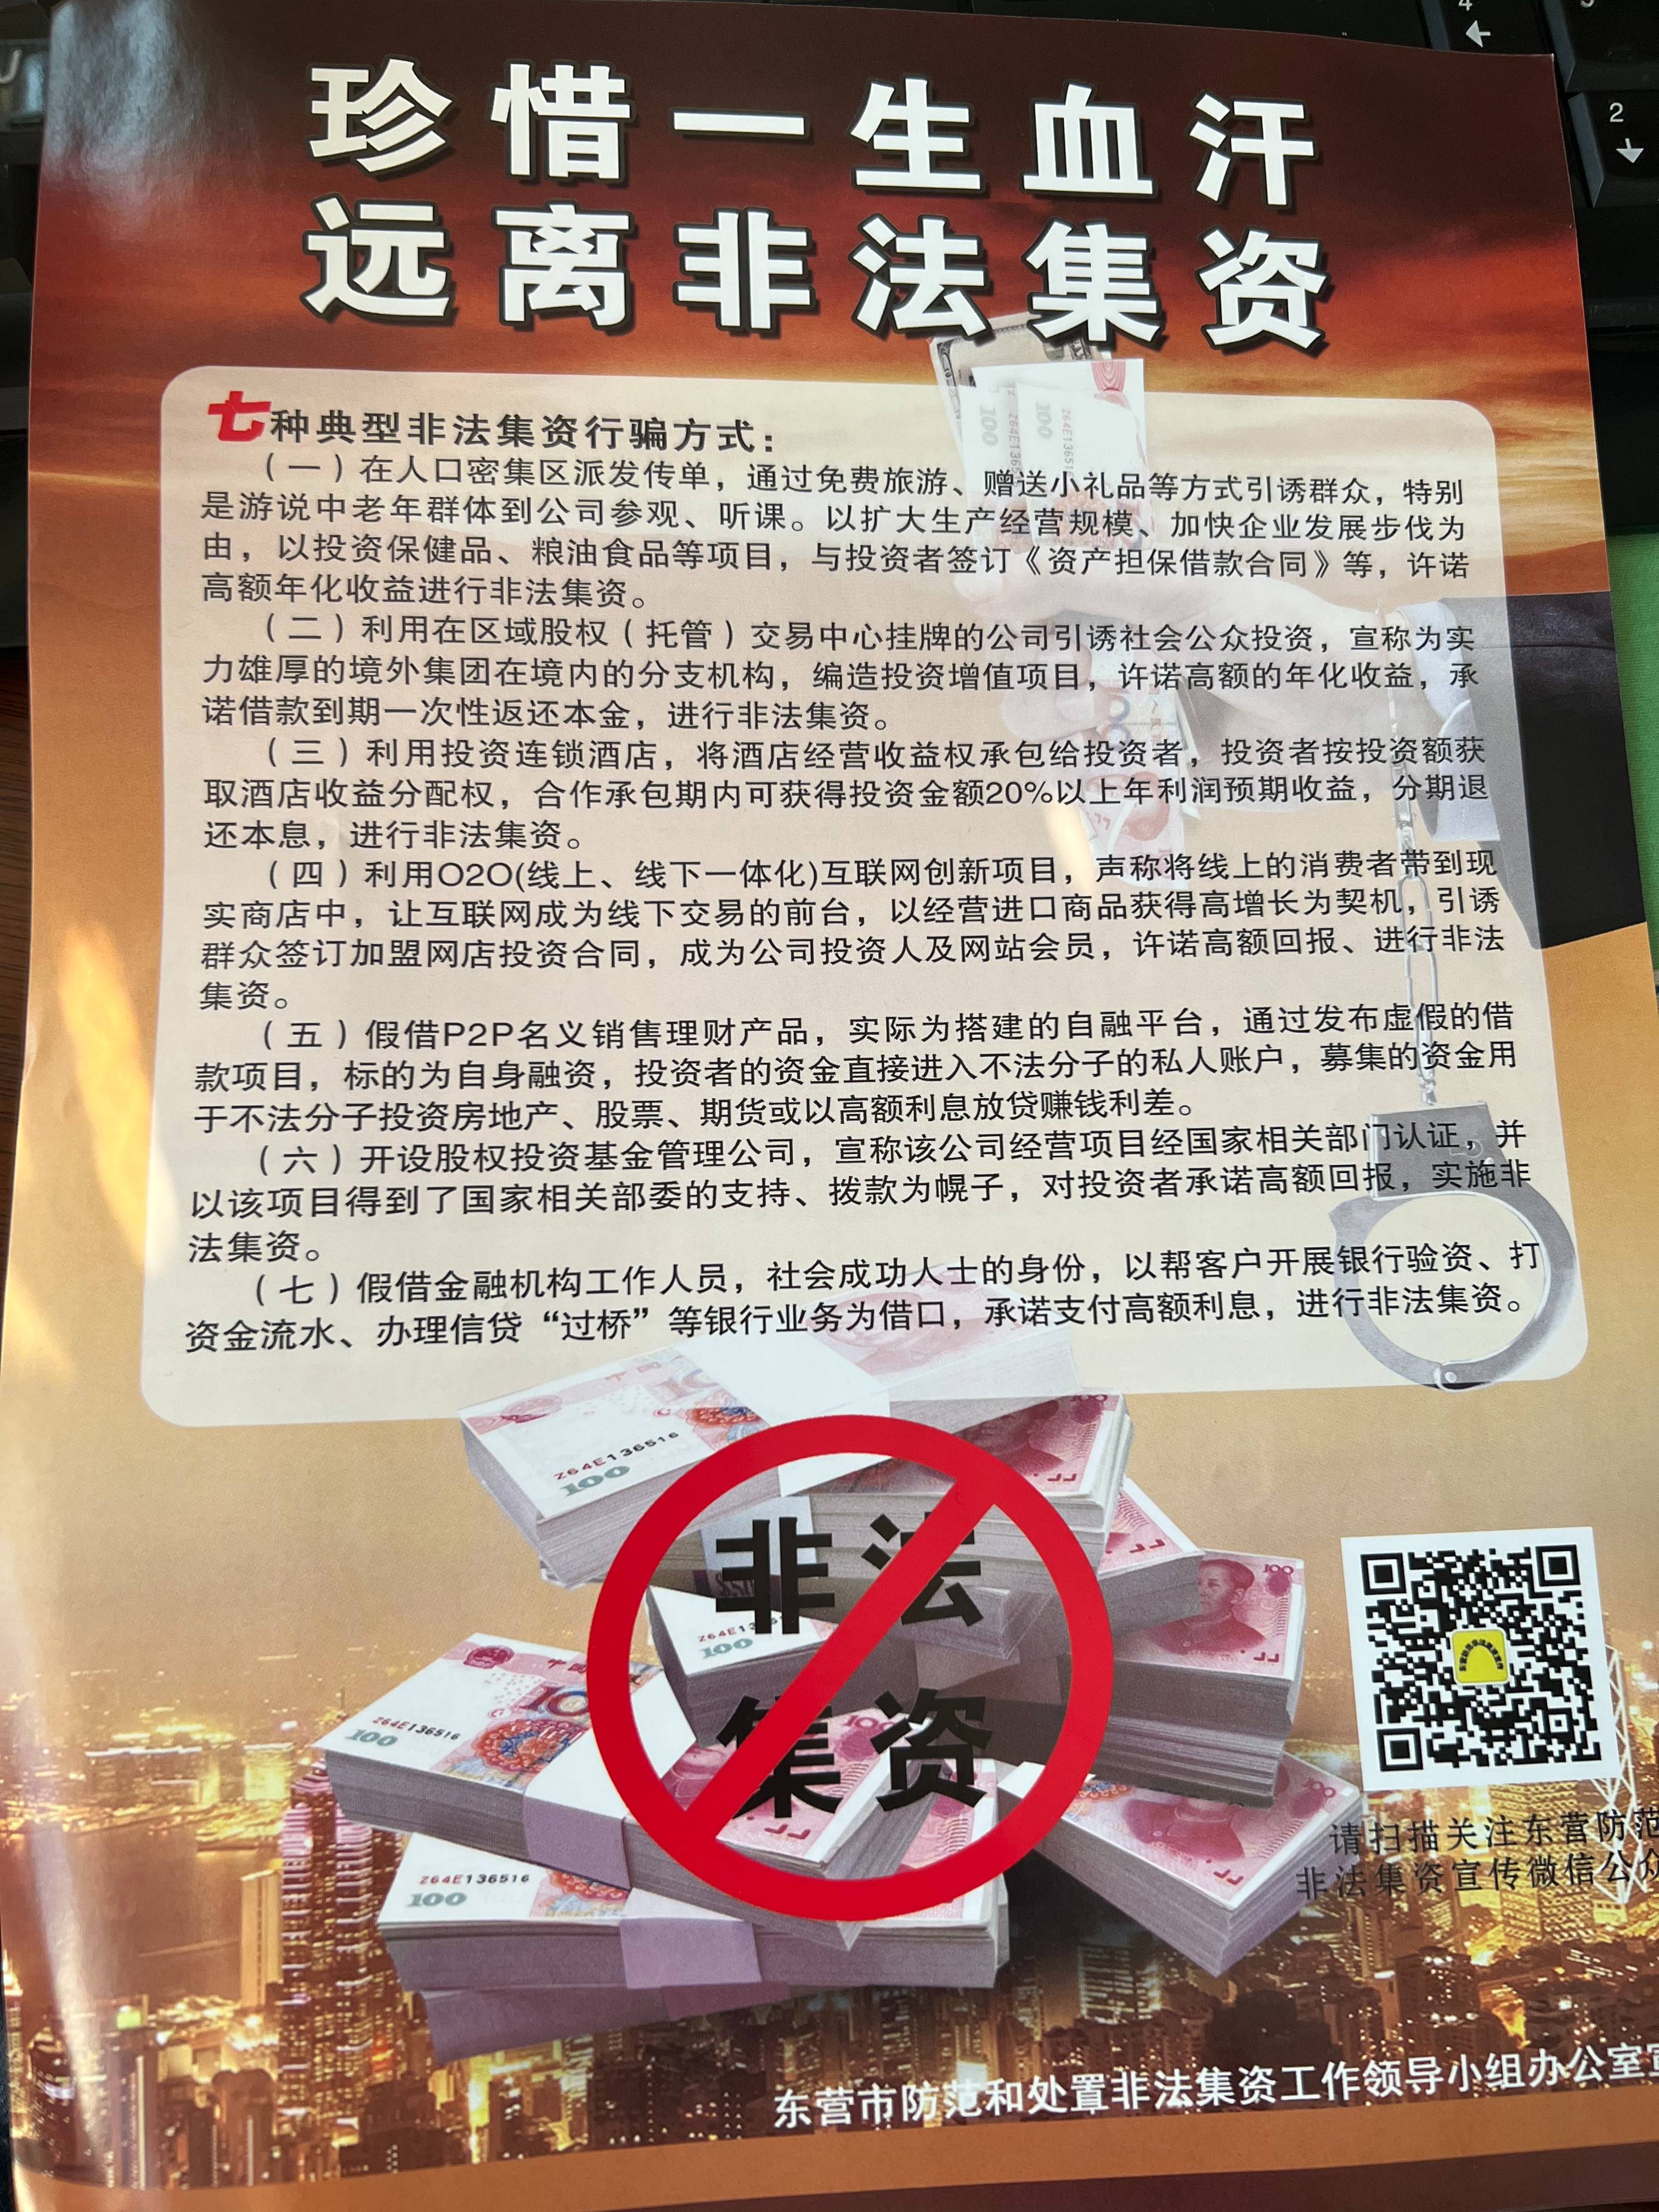 珍惜一生血汗
远离非法集资
七种典型非法集资行骗方式：
（一）在人口密集区派发传单，通过免费旅游、赠送小礼品等方式引诱群众，特别
是游说中老年群体到公司参观、听课。以扩大生产经营规模、加快企业发展步伐为
由，以投资保健品、粮油食品等项目，与投资者签订《资产担保借款合同》等，许诺
高额年化收益进行非法集资。
（二）利用在区域股权（托管）交易中心挂牌的公司引诱社会公众投资，宣称为实
力雄厚的境外集团在境内的分支机构，编造投资增值项目，许诺高额的年化收益，承
诺借款到期一次性返还本金，进行非法集资。
（三）利用投资连锁酒店，将酒店经营收益权承包给投资者，投资者按投资额获
取酒店收益分配权，合作承包期内可获得投资金额20%以上年利润预期收益，分期退
还本息，进行非法集资。
（四）利用O2O(线上、线下一体化)互联网创新项目，声称将线上的消费者带到现
实商店中，让互联网成为线下交易的前台，以经营进口商品获得高增长为契机，引诱
群众签订加盟网店投资合同，成为公司投资人及网站会员，许诺高额回报、进行非法
集资。
（五）假借P2P名义销售理财产品，实际为搭建的自融平台，通过发布虚假的借
款项目，标的为自身融资，投资者的资金直接进入不法分子的私人账户，募集的资金用
于不法分子投资房地产、股票、期货或以高额利息放贷赚钱利差。
（六）开设股权投资基金管理公司，宣称该公司经营项目经国家相关部门认证，并
以该项目得到了国家相关部委的支持、拨款为幌子，对投资者承诺高额回报，实施非
法集资。
（七）假借金融机构工作人员，社会成功人士的身份，以帮客户开展银行验资、打
资金流水、办理信贷“过桥”等银行业务为借口，承诺支付高额利息，进行非法集资。
Z64E136516
100
非法
集资
Z64E136516
100
Z64E136516
100
请扫描关注东营防范
非法集资宣传微信公众
东营市防范和处置非法集资工作领导小组办公室